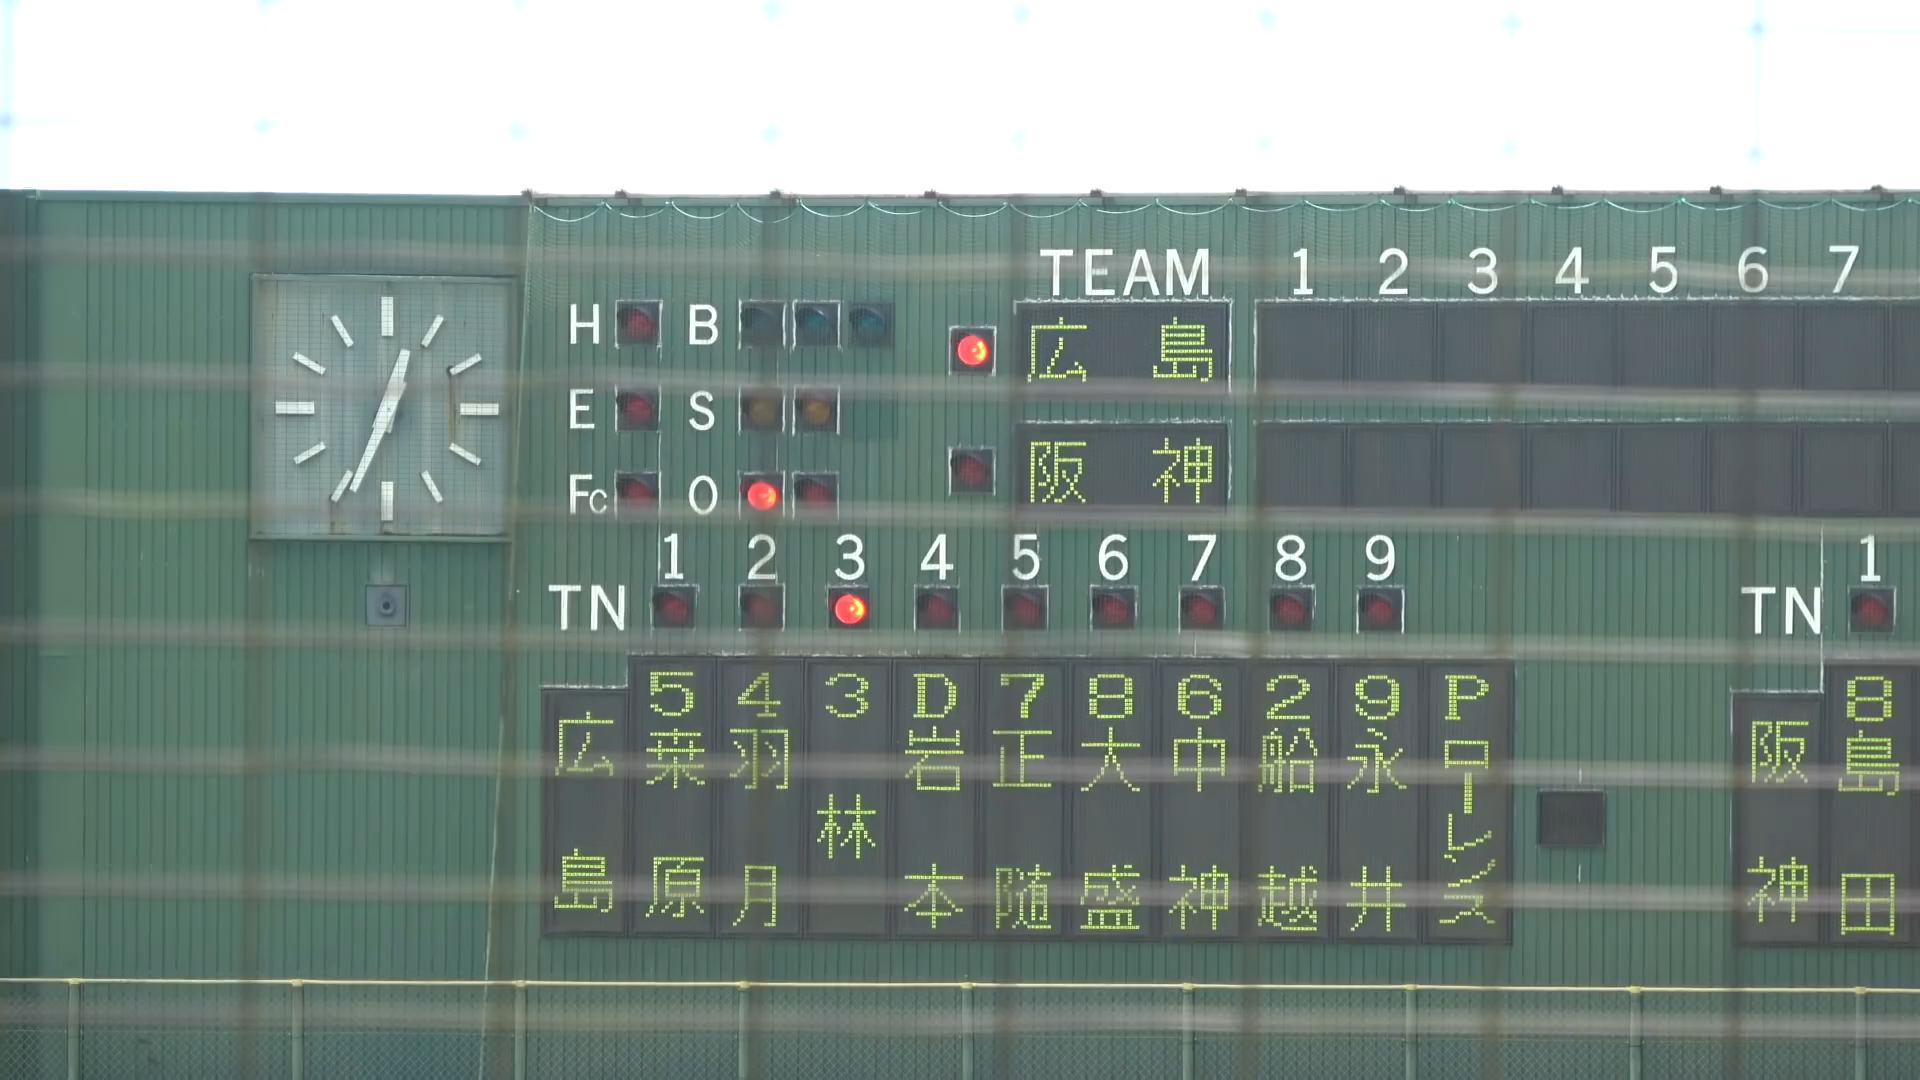 TEAM 1 2 3 4 5 6 7
H B 広島
E S
阪神
Fc O
1 2 3 4 5 6 7 8 9 1
TN TN
広島
5 栗原
4 羽月
3 林
D 岩本
7 正随
8 大盛
6 中神
2 船越
9 永井
P ローレンス
阪神
8 島田